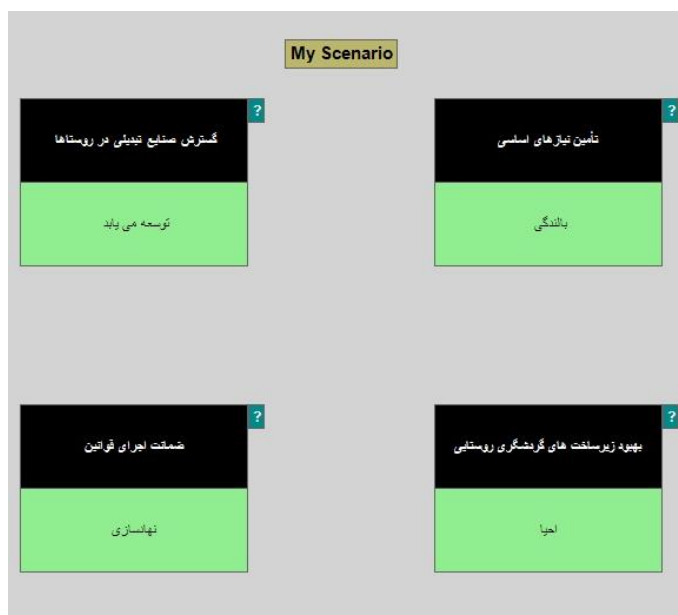 My Scenario
?
تأمین نیازهای اساسی
بالندگی
?
گسترش صنایع تبدیلی در روستاها
توسعه می یابد
?
بهبود زیرساخت های گردشگری روستایی
احیا
?
ضمانت اجرای قوانین
نهانسازی